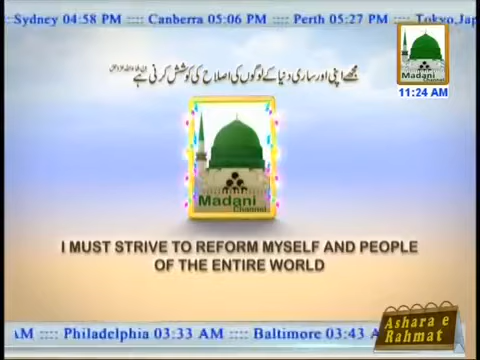 Sydney 04:58 PM :::: Canberra 05:06 PM :::: Perth 05:27 PM :::: Tokyo,Jap
Madani
Channel
11:24 AM
مجھے اپنی اور ساری دنیا کے لوگوں کی اصلاح کی کوشش کرنی ہے
Madani
Channel
I MUST STRIVE TO REFORM MYSELF AND PEOPLE
OF THE ENTIRE WORLD
Ashara e
Rahmat
AM :::: Philadelphia 03:33 AM :::: Baltimore 03:43 A